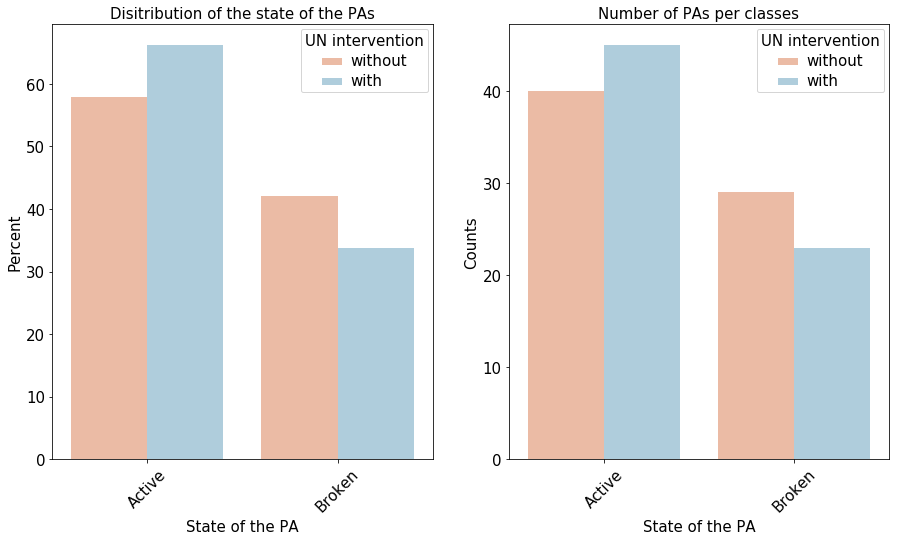 Disitribution of the state of the PAs
UN intervention
without
with
Percent
60
50
40
30
20
10
0
Active
Broken
State of the PA
Number of PAs per classes
UN intervention
without
with
Counts
40
30
20
10
0
Active
Broken
State of the PA